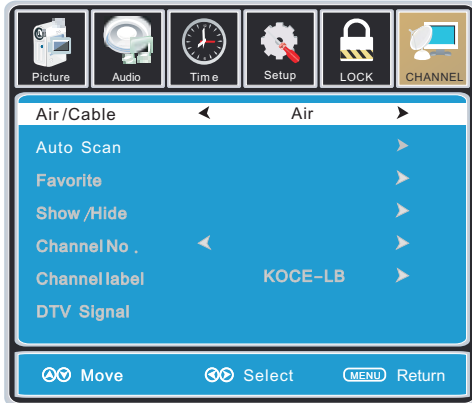 Picture Audio Time Setup LOCK CHANNEL
Air/Cable Air
Auto Scan
Favorite
Show/Hide
Channel No.
Channel label KOCE-LB
DTV Signal
Move Select MENU Return